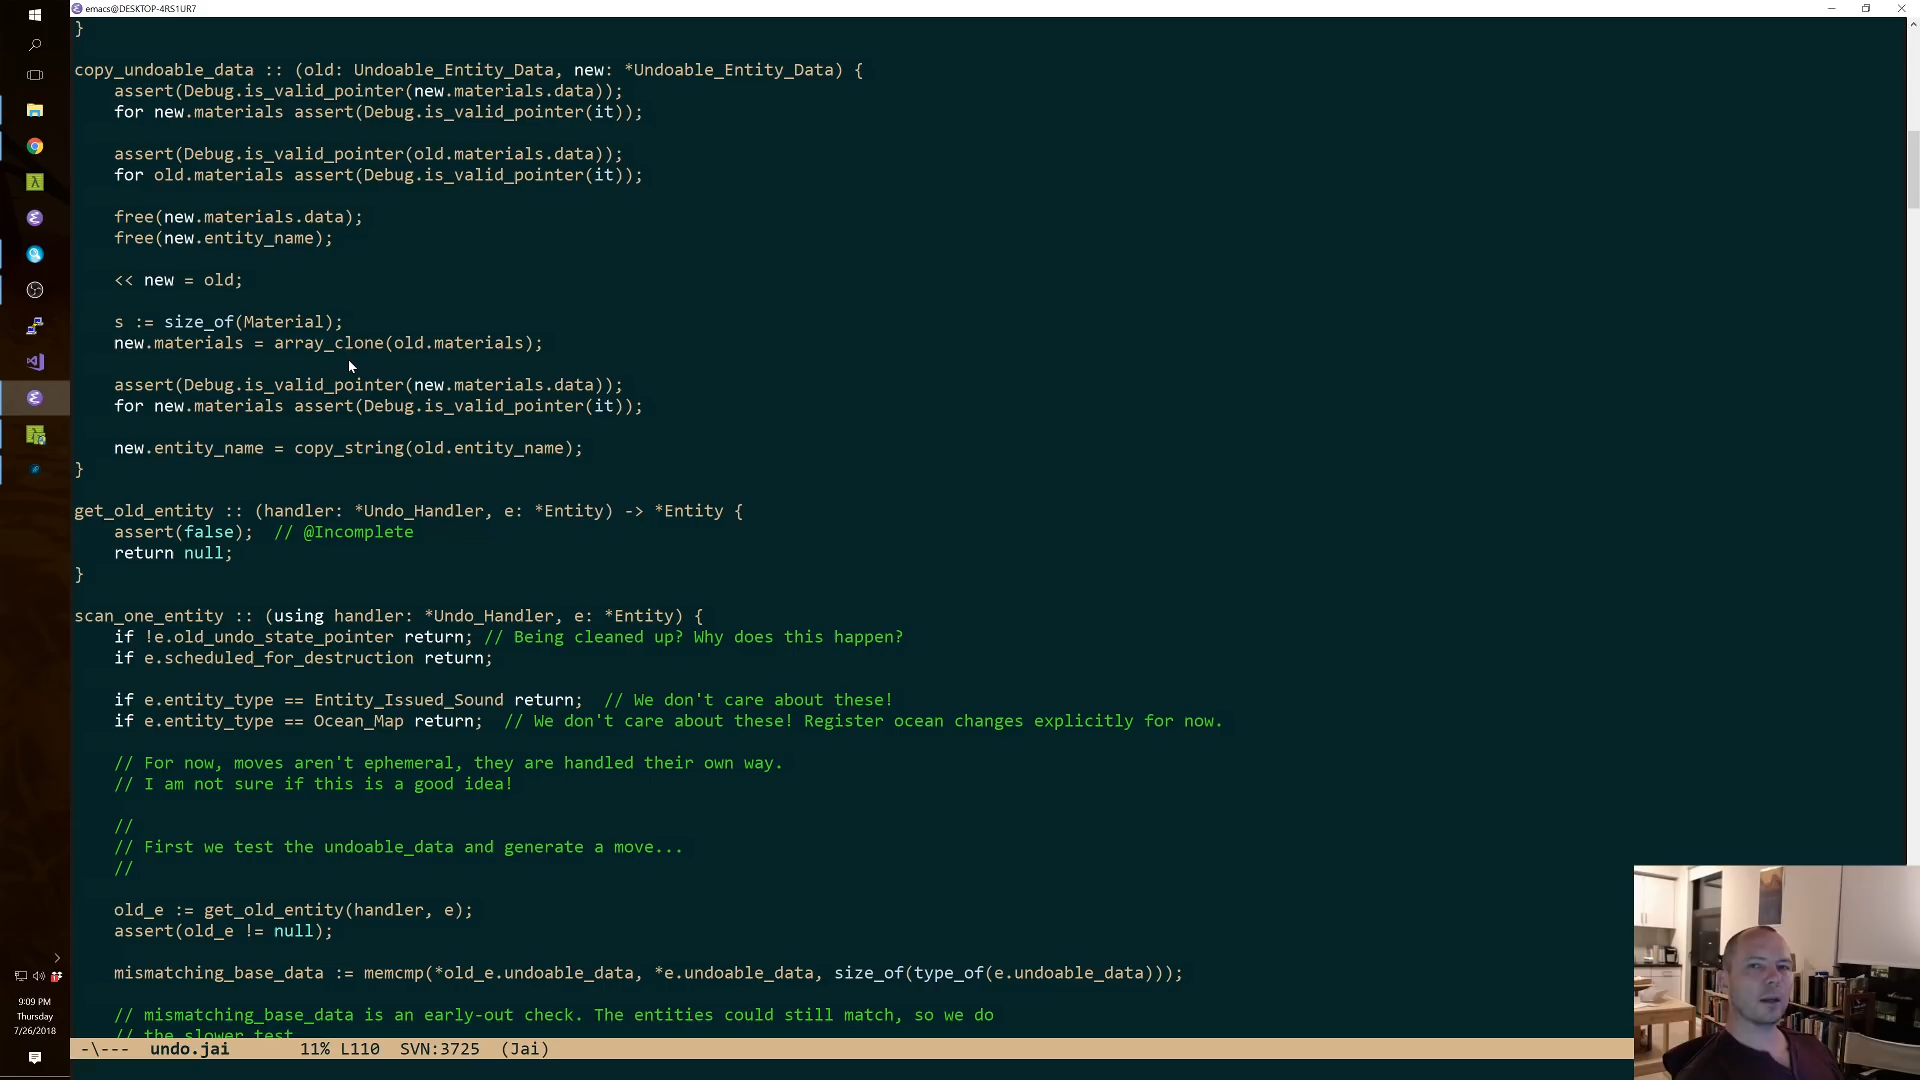 emacs@DESKTOP-4RS1UR7
}
copy_undoable_data :: (old: Undoable_Entity_Data, new: *Undoable_Entity_Data) {
    assert(Debug.is_valid_pointer(new.materials.data));
    for new.materials assert(Debug.is_valid_pointer(it));
    assert(Debug.is_valid_pointer(old.materials.data));
    for old.materials assert(Debug.is_valid_pointer(it));
    free(new.materials.data);
    free(new.entity_name);
    << new = old;
    s := size_of(Material);
    new.materials = array_clone(old.materials);
    assert(Debug.is_valid_pointer(new.materials.data));
    for new.materials assert(Debug.is_valid_pointer(it));
    new.entity_name = copy_string(old.entity_name);
}
get_old_entity :: (handler: *Undo_Handler, e: *Entity) -> *Entity {
    assert(false);  // @Incomplete
    return null;
}
scan_one_entity :: (using handler: *Undo_Handler, e: *Entity) {
    if !e.old_undo_state_pointer return; // Being cleaned up? Why does this happen?
    if e.scheduled_for_destruction return;
    if e.entity_type == Entity_Issued_Sound return;  // We don't care about these!
    if e.entity_type == Ocean_Map return;  // We don't care about these! Register ocean changes explicitly for now.
    // For now, moves aren't ephemeral, they are handled their own way.
    // I am not sure if this is a good idea!
    //
    // First we test the undoable_data and generate a move...
    //
    old_e := get_old_entity(handler, e);
    assert(old_e != null);
    mismatching_base_data := memcmp(*old_e.undoable_data, *e.undoable_data, size_of(type_of(e.undoable_data)));
    // mismatching_base_data is an early-out check. The entities could still match, so we do
    // the slower test
-\---  undo.jai       11% L110  SVN:3725  (Jai)
9:09 PM
Thursday
7/26/2018